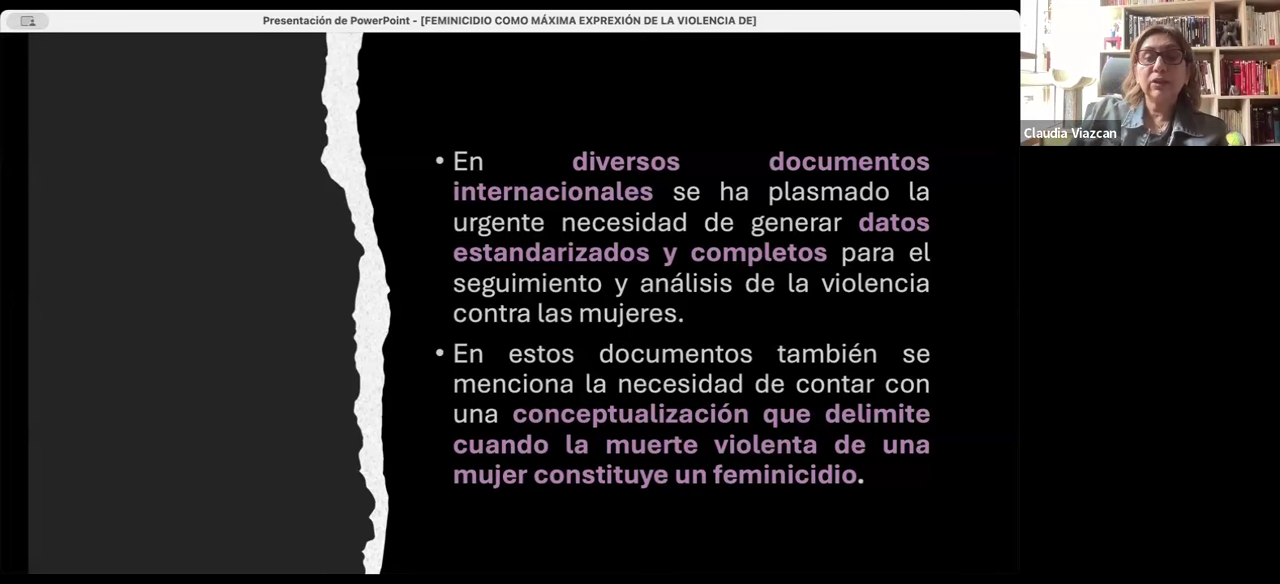 Presentación de PowerPoint - [FEMINICIDIO COMO MÁXIMA EXPREXIÓN DE LA VIOLENCIA DE]
Claudia Viazcan
• En diversos documentos
internacionales se ha plasmado la
urgente necesidad de generar datos
estandarizados y completos para el
seguimiento y análisis de la violencia
contra las mujeres.
• En estos documentos también se
menciona la necesidad de contar con
una conceptualización que delimite
cuando la muerte violenta de una
mujer constituye un feminicidio.